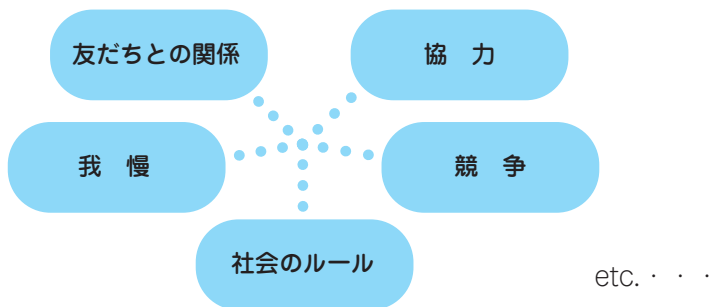 友だちとの関係
協　力
我　慢
競　争
社会のルール
etc.・・・